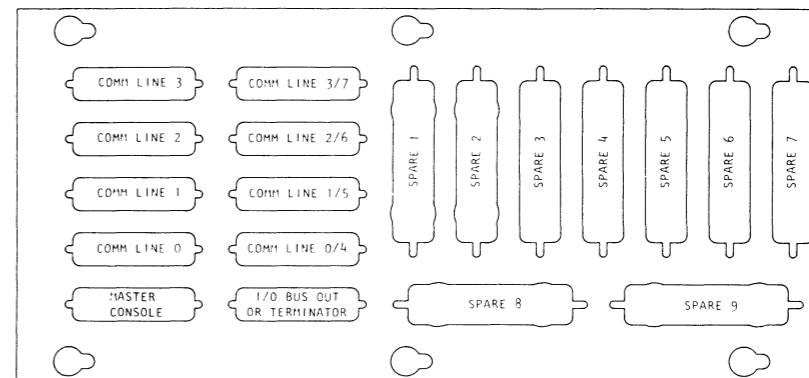 COMM LINE 3
COMM LINE 3/7
COMM LINE 2
COMM LINE 2/6
COMM LINE 1
COMM LINE 1/5
COMM LINE 0
COMM LINE 0/4
MASTER
CONSOLE
I/O BUS OUT
OR TERMINATOR
SPARE 1
SPARE 2
SPARE 3
SPARE 4
SPARE 5
SPARE 6
SPARE 7
SPARE 8
SPARE 9